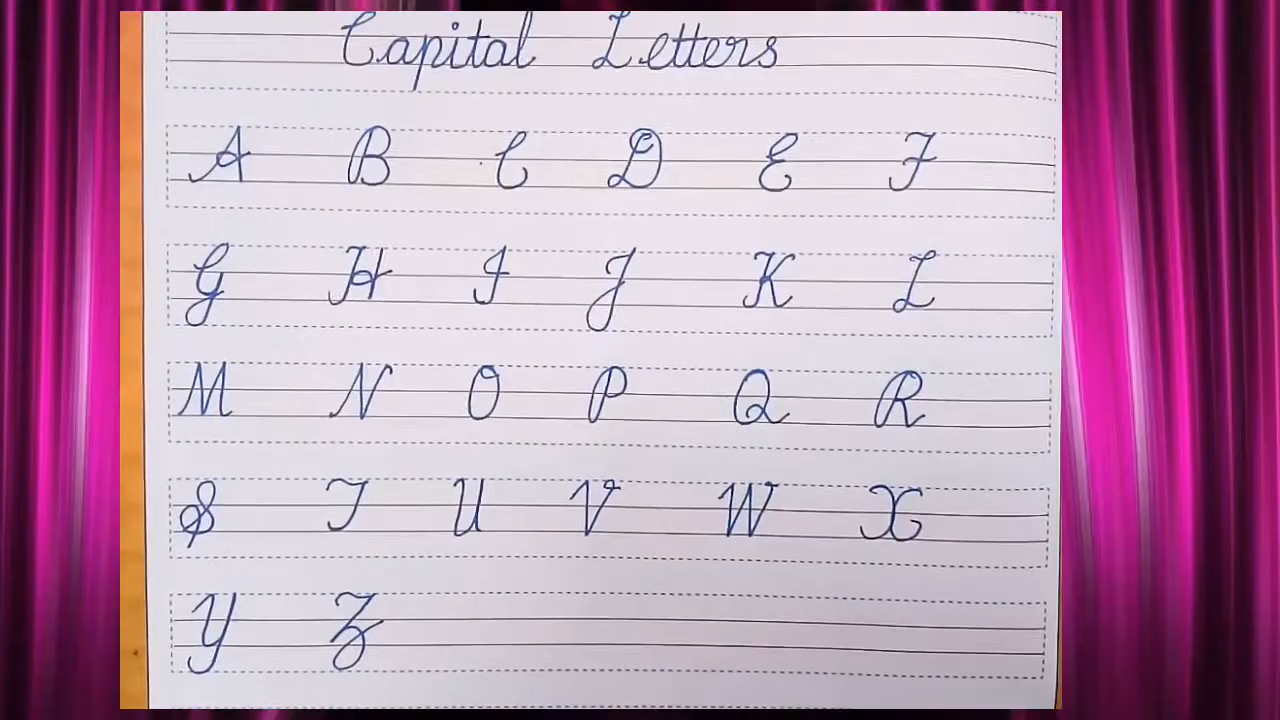 Capital Letters
A B C D E F
G H I J K L
M N O P Q R
S T U V W X
Y Z